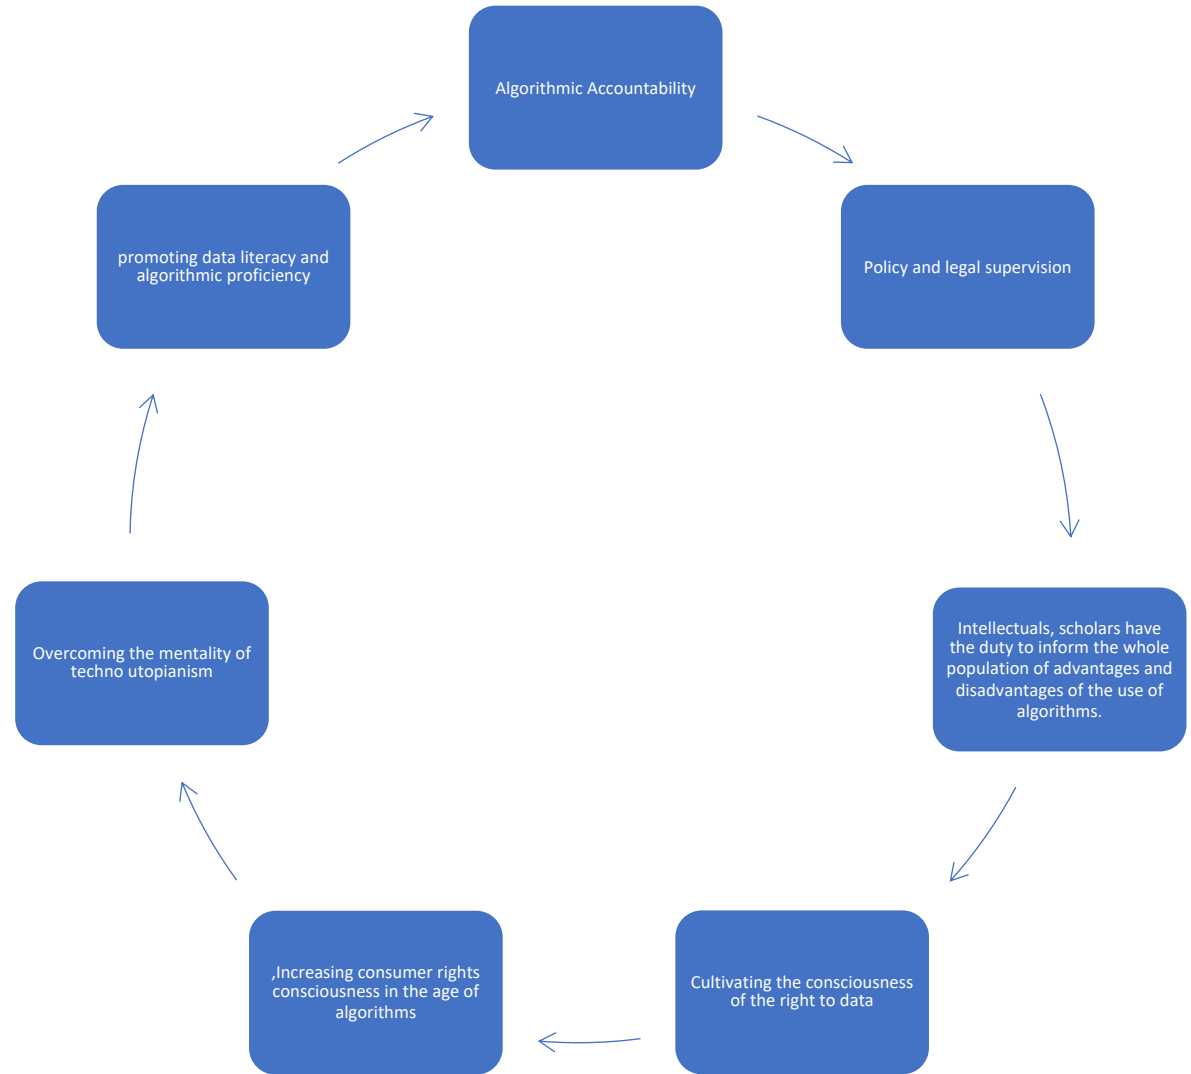 Algorithmic Accountability
Policy and legal supervision
Intellectuals, scholars have
the duty to inform the whole
population of advantages and
disadvantages of the use of
algorithms.
Cultivating the consciousness
of the right to data
,Increasing consumer rights
consciousness in the age of
algorithms
Overcoming the mentality of
techno utopianism
promoting data literacy and
algorithmic proficiency